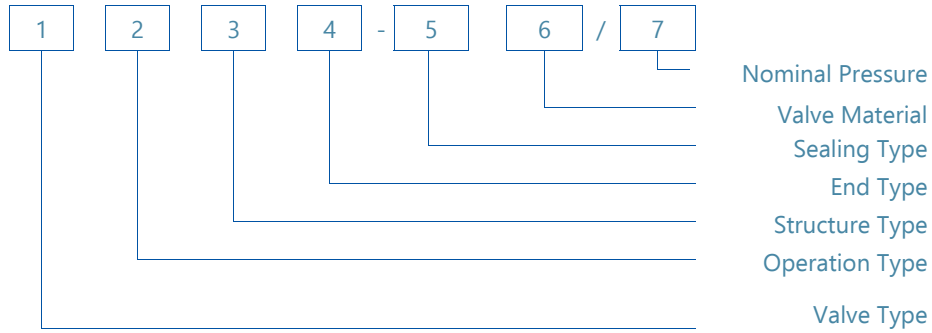 1 2 3 4 - 5 6 / 7
Nominal Pressure
Valve Material
Sealing Type
End Type
Structure Type
Operation Type
Valve Type